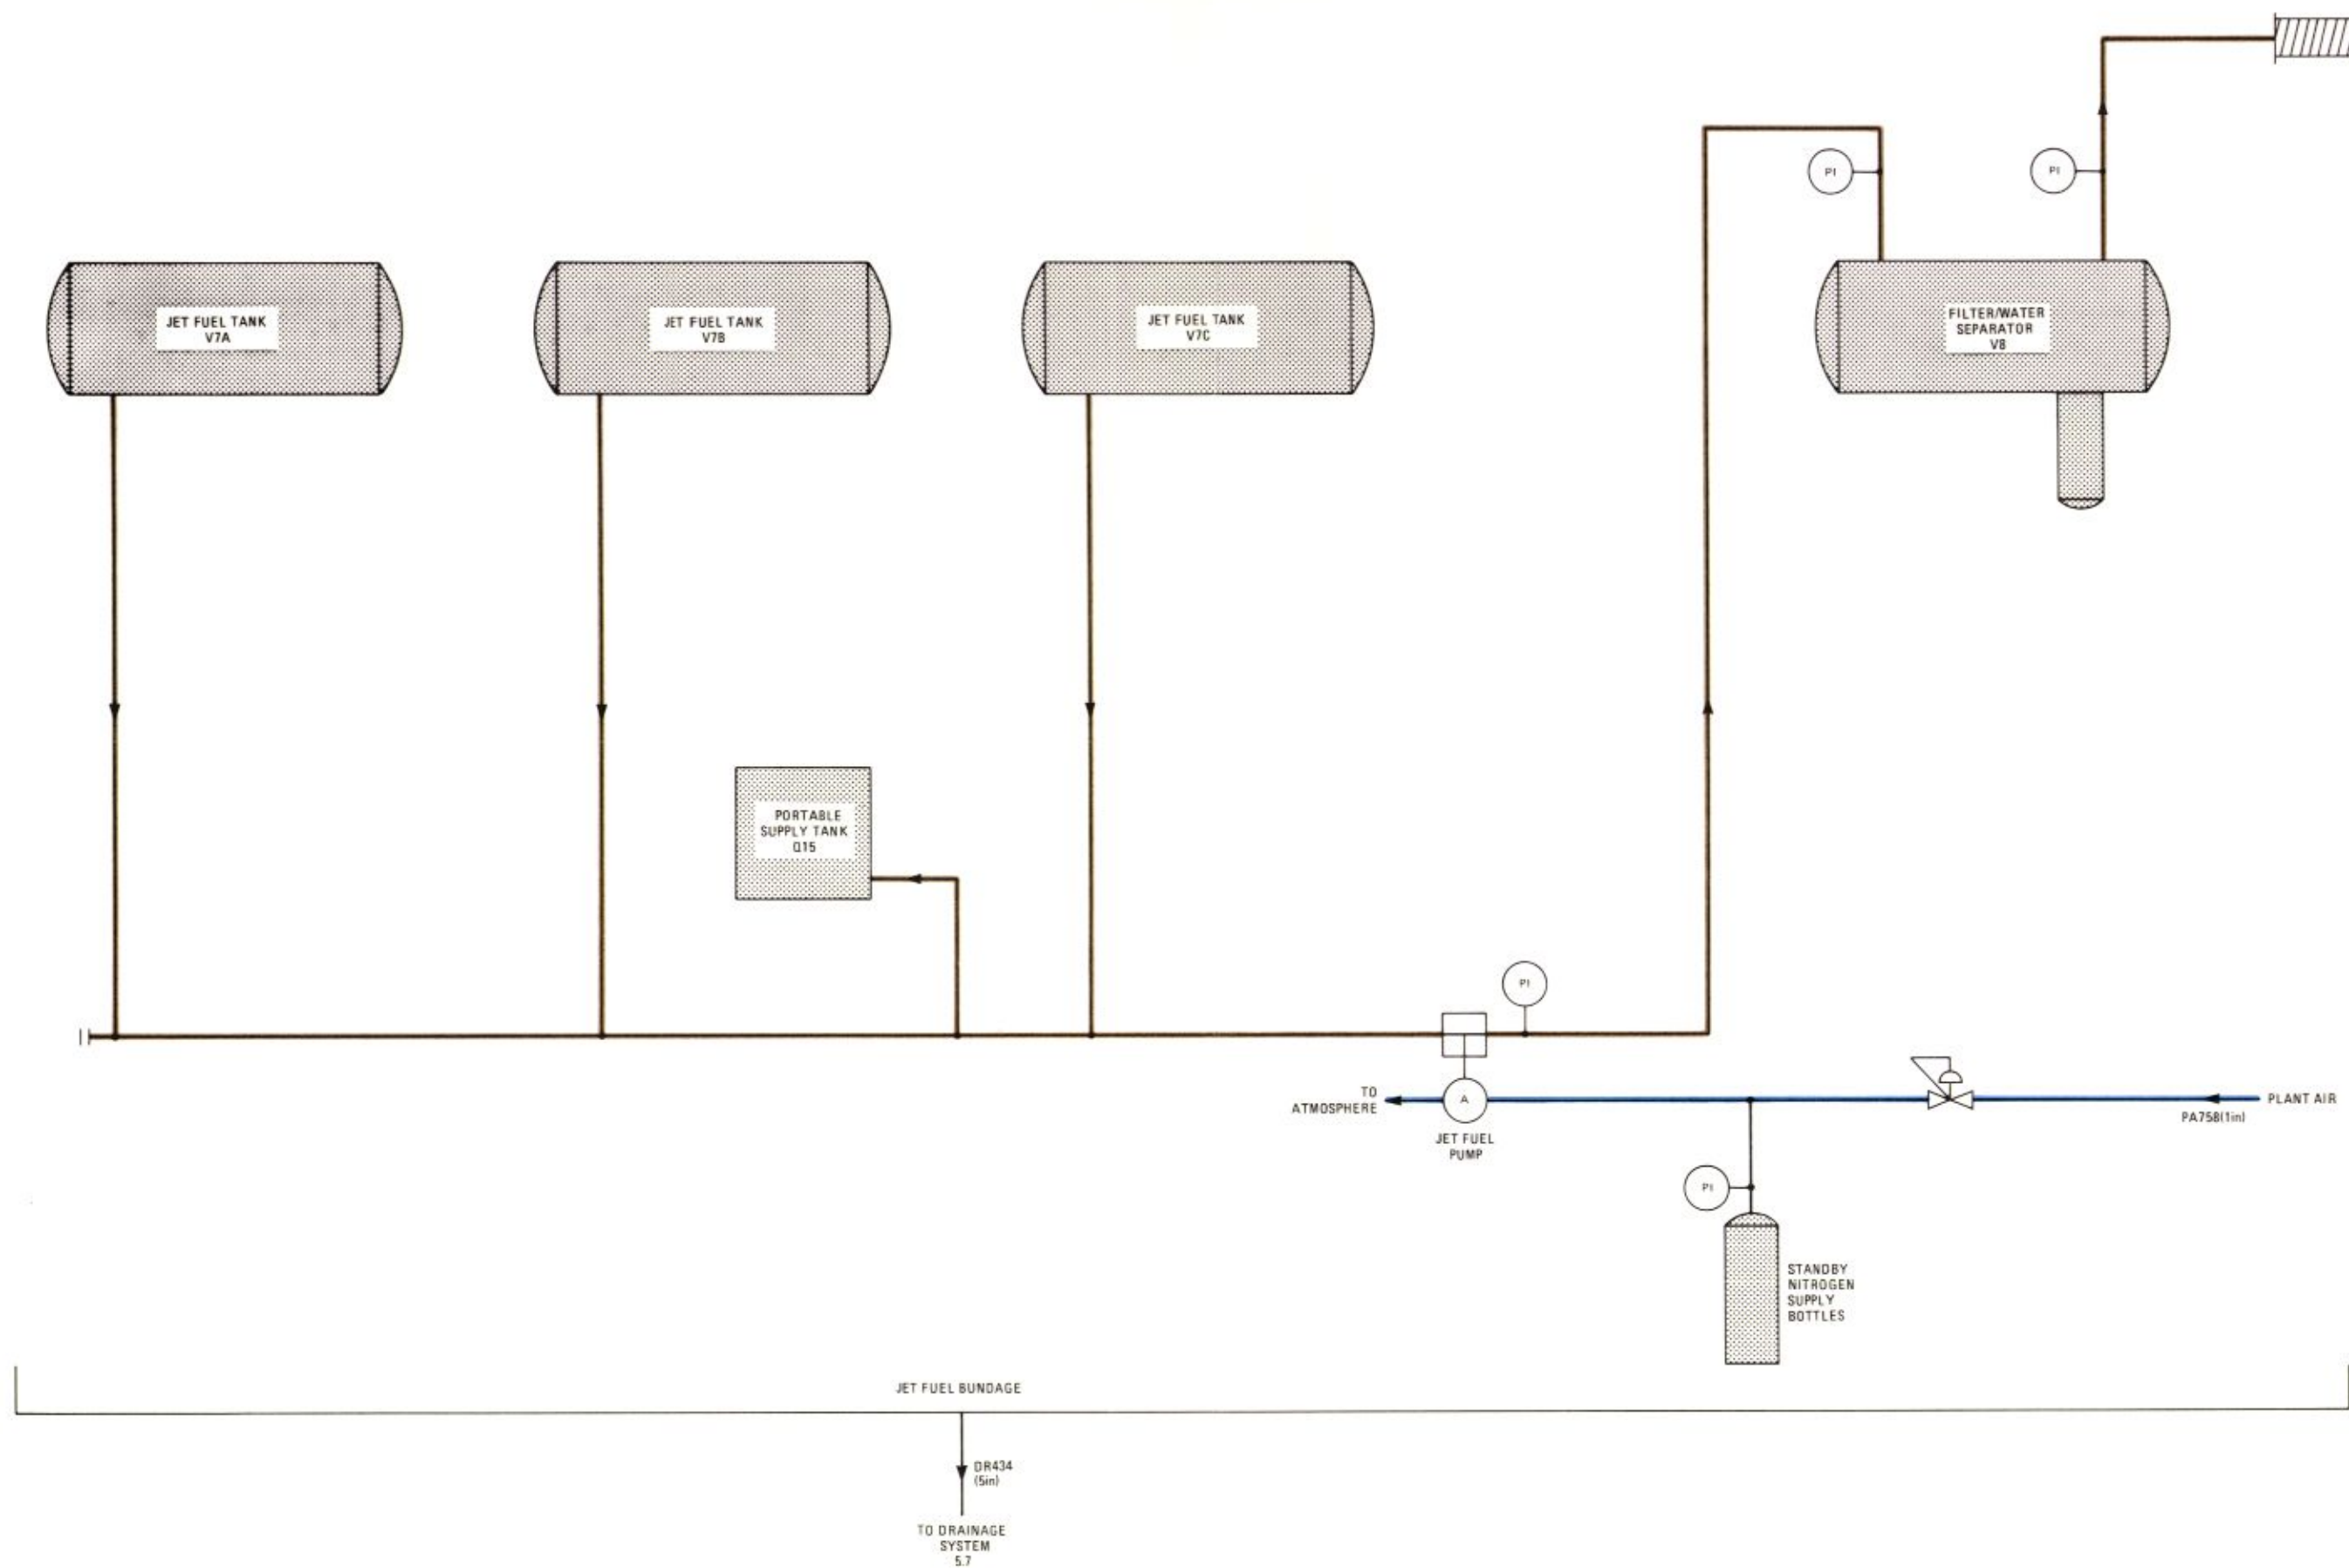 PI
PI
JET FUEL TANK
V7A
JET FUEL TANK
V7B
JET FUEL TANK
V7C
FILTER/WATER
SEPARATOR
V8
PORTABLE
SUPPLY TANK
Q15
PI
TO
ATMOSPHERE
A
JET FUEL
PUMP
PLANT AIR
PA758(1in)
PI
STANDBY
NITROGEN
SUPPLY
BOTTLES
JET FUEL BUNDAGE
DR434
(5in)
TO DRAINAGE
SYSTEM
5.7